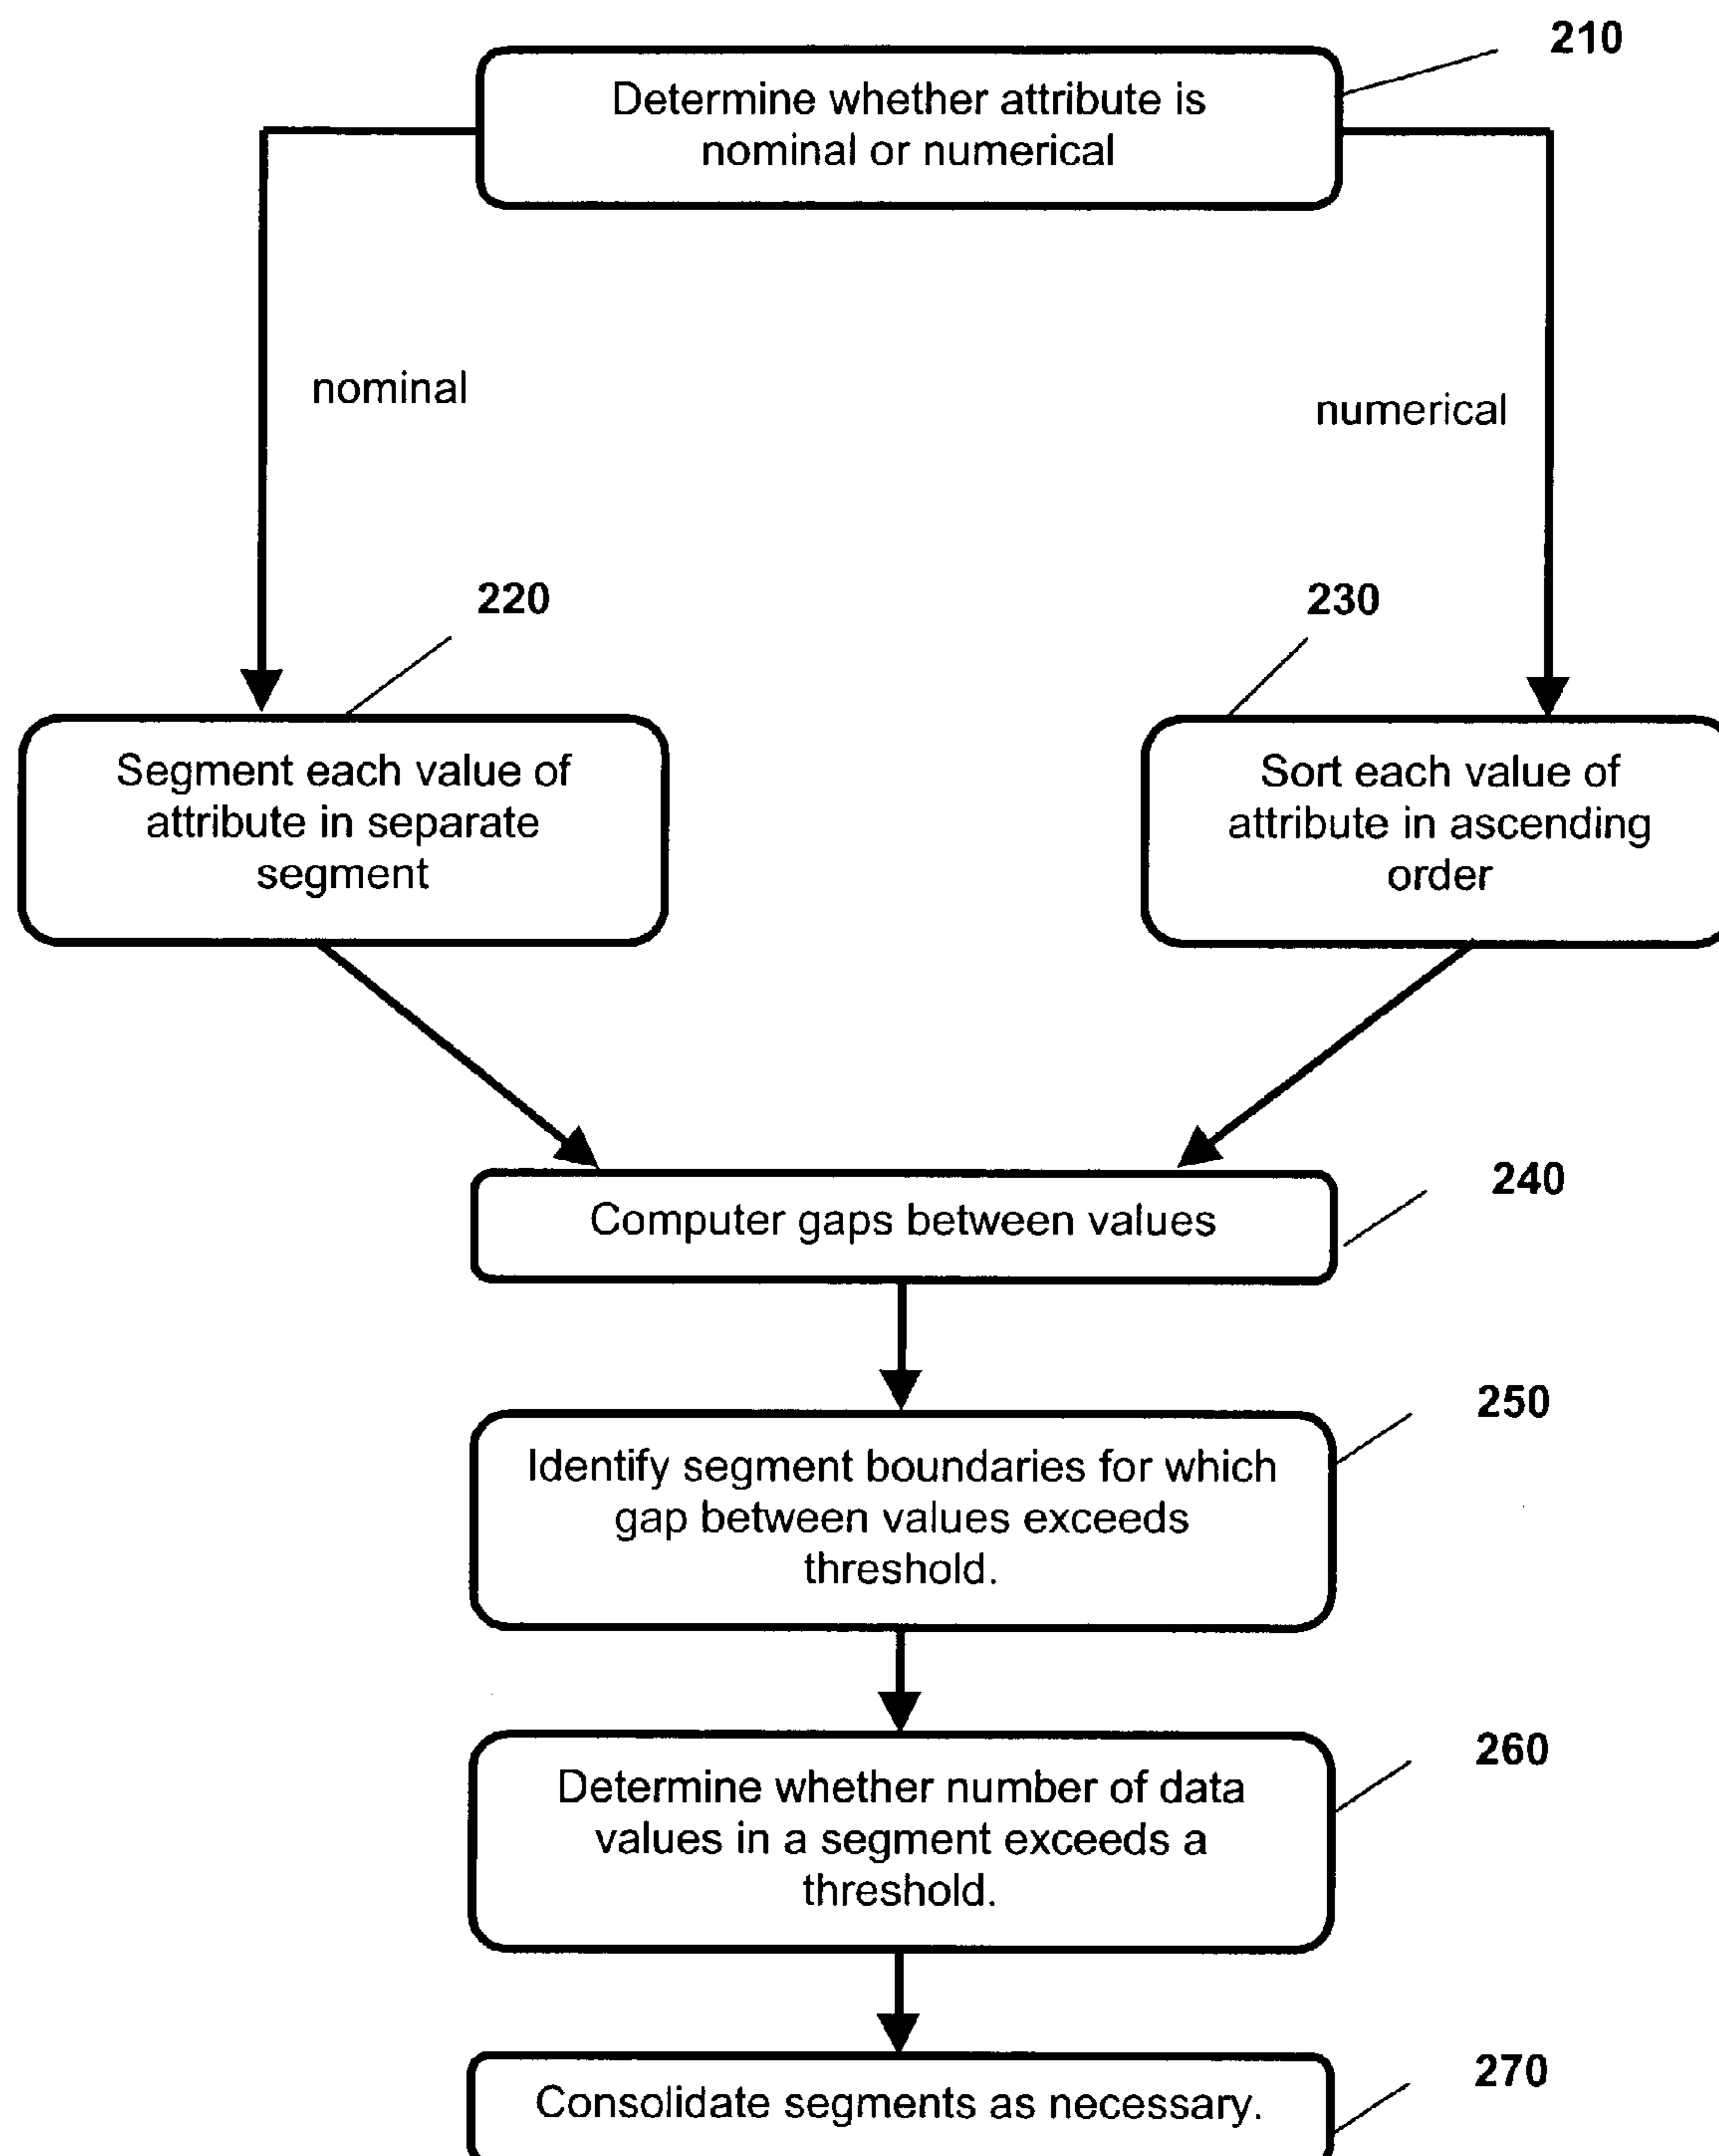 210
Determine whether attribute is
nominal or numerical
nominal
numerical
220
230
Segment each value of
attribute in separate
segment
Sort each value of
attribute in ascending
order
240
Computer gaps between values
250
Identify segment boundaries for which
gap between values exceeds
threshold.
260
Determine whether number of data
values in a segment exceeds a
threshold.
270
Consolidate segments as necessary.